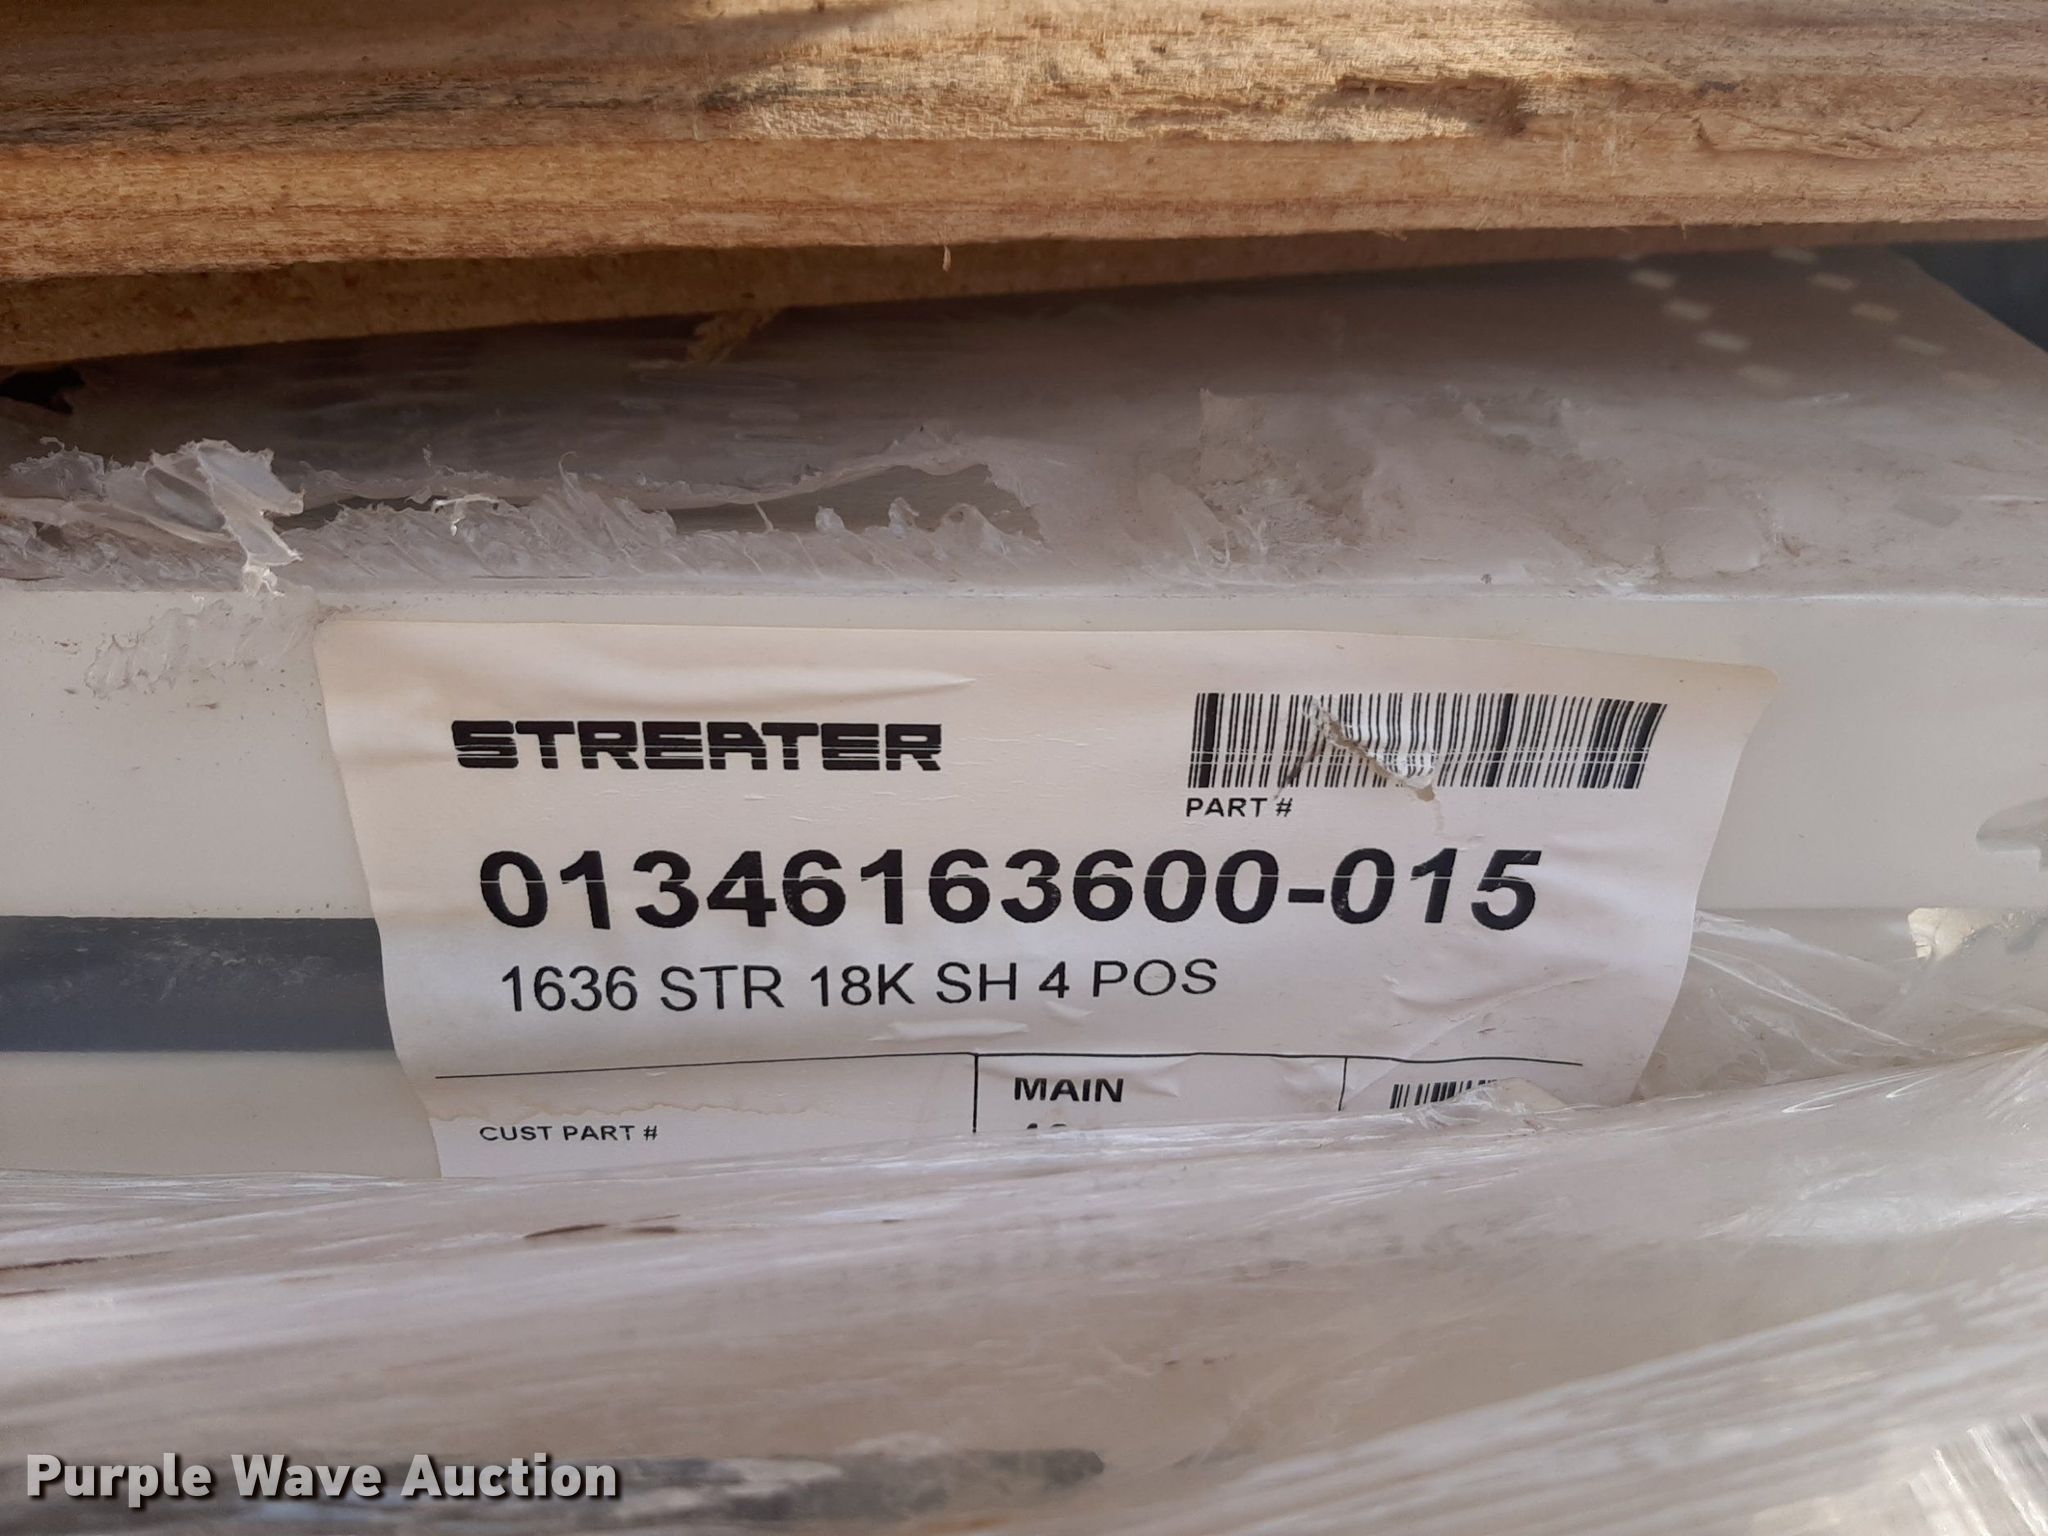 STREATER
PART #
01346163600-015
1636 STR 18K SH 4 POS
MAIN
CUST PART #
Purple Wave Auction